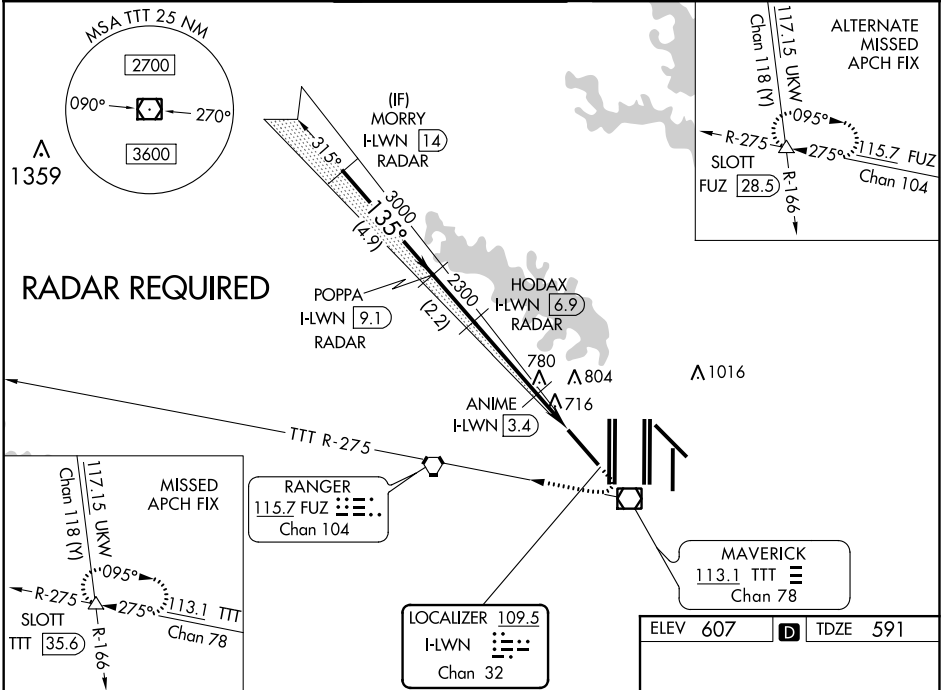 MSA TTT 25 NM
2700
090°
270°
3600
1359
(IF)
MORRY
I-LWN 14
RADAR
315°
3000
135°
(4.9)
RADAR REQUIRED
POPPA
I-LWN 9.1
RADAR
2300
(2.2)
HODAX
I-LWN 6.9
RADAR
780
804
716
1016
ANIME
I-LWN 3.4
TTT R-275
RANGER
115.7 FUZ
Chan 104
MAVERICK
113.1 TTT
Chan 78
LOCALIZER 109.5
I-LWN
Chan 32
ALTERNATE
MISSED
APCH FIX
117.15 UKW
Chan 118 (Y)
095°
R-275
275°
115.7 FUZ
Chan 104
SLOTT
FUZ 28.5
R-166
MISSED
APCH FIX
117.15 UKW
Chan 118 (Y)
095°
R-275
275°
113.1 TTT
Chan 78
SLOTT
TTT 35.6
R-166
ELEV 607 D TDZE 591